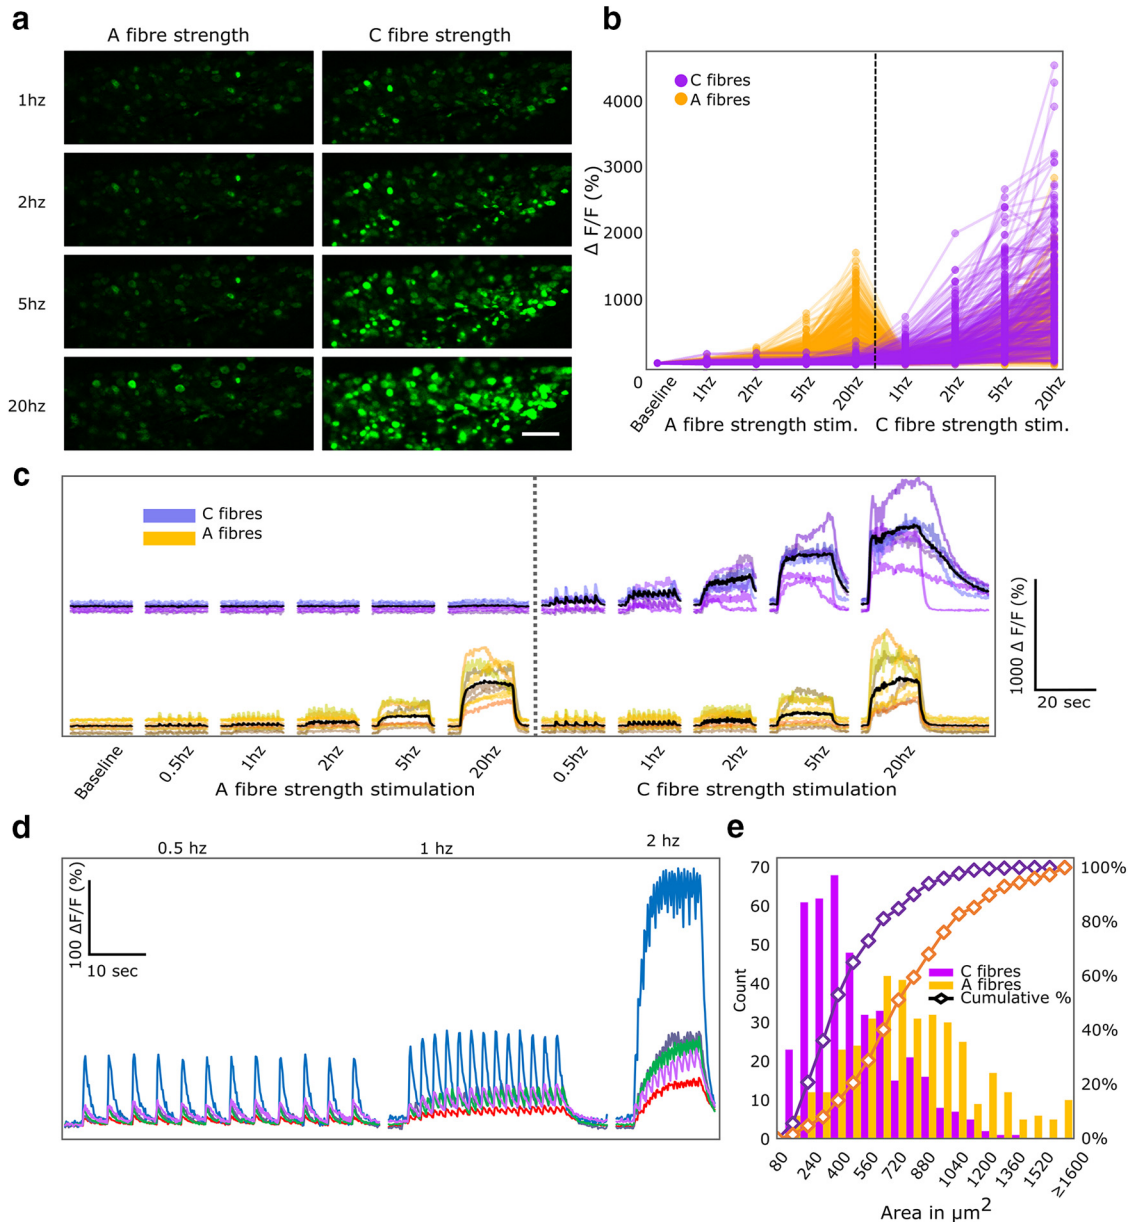 a
A fibre strength
C fibre strength
1hz
2hz
5hz
20hz
b
C fibres
A fibres
Δ F/F (%)
4000
3000
2000
1000
0
Baseline
1hz
2hz
5hz
20hz
1hz
2hz
5hz
20hz
A fibre strength stim.
C fibre strength stim.
c
C fibres
A fibres
1000 Δ F/F (%)
20 sec
Baseline
0.5hz
1hz
2hz
5hz
20hz
0.5hz
1hz
2hz
5hz
20hz
A fibre strength stimulation
C fibre strength stimulation
d
0.5 hz
1 hz
2 hz
100 ΔF/F (%)
10 sec
e
Count
70
60
50
40
30
20
10
0
100%
80%
60%
40%
20%
0%
C fibres
A fibres
Cumulative %
80
240
400
560
720
880
1040
1200
1360
1520
≥1600
Area in μm²